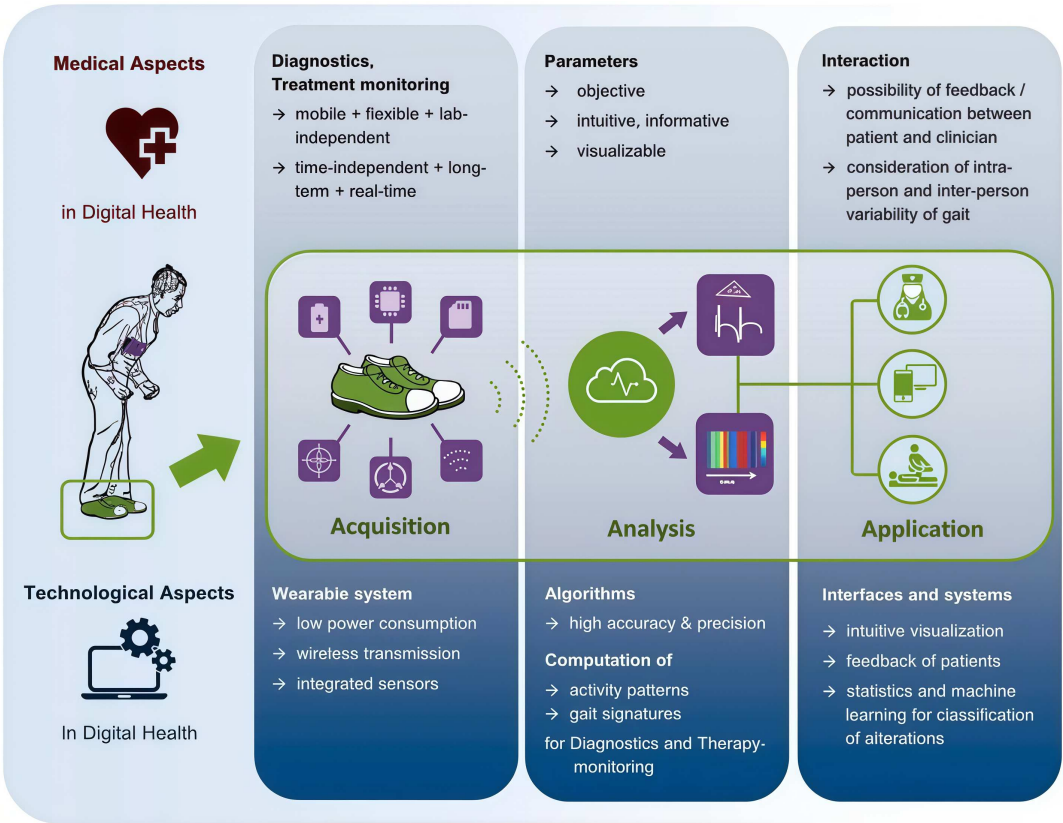 Medical Aspects
in Digital Health
Diagnostics,
Treatment monitoring
→ mobile + flexible + lab-
independent
→ time-independent + long-
term + real-time
Parameters
→ objective
→ intuitive, informative
→ visualizable
Interaction
→ possibility of feedback /
communication between
patient and clinician
→ consideration of intra-
person and inter-person
variability of gait
Acquisition
Analysis
Application
Technological Aspects
In Digital Health
Wearable system
→ low power consumption
→ wireless transmission
→ integrated sensors
Algorithms
→ high accuracy & precision
Computation of
→ activity patterns
→ gait signatures
for Diagnostics and Therapy-
monitoring
Interfaces and systems
→ intuitive visualization
→ feedback of patients
→ statistics and machine
learning for classification
of alterations